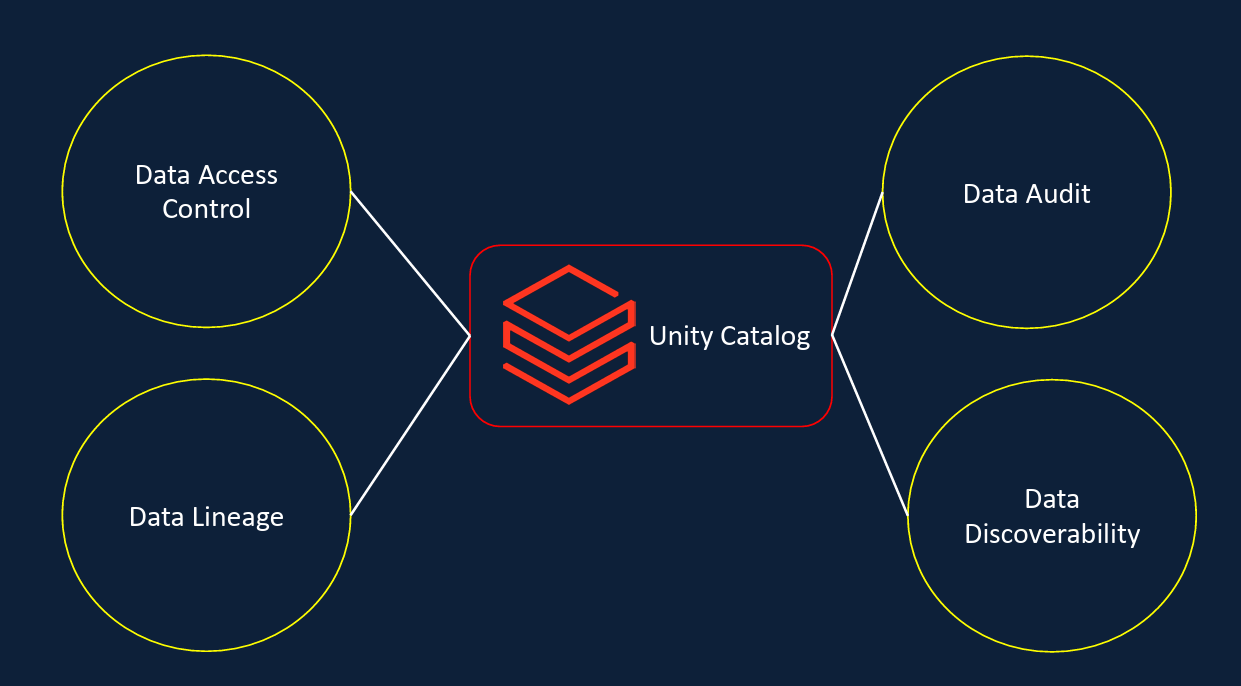 Data Access
Control
Data Audit
Unity Catalog
Data Lineage
Data
Discoverability